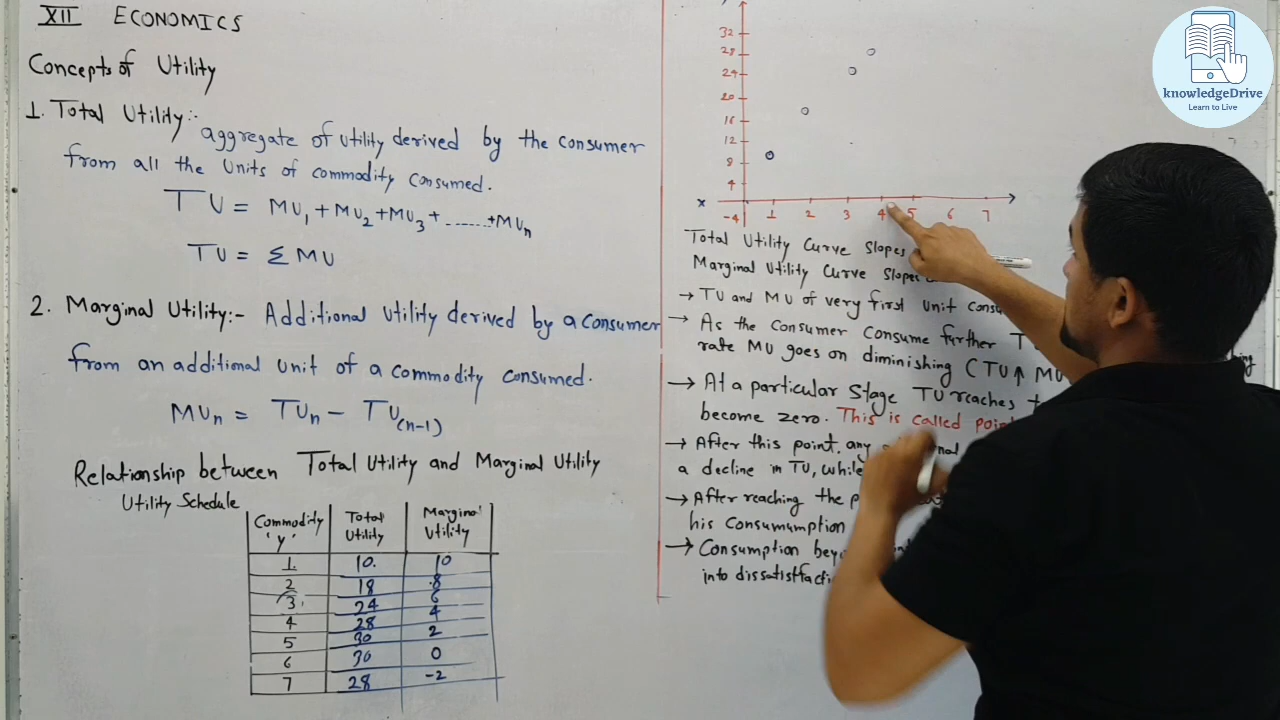 XII ECONOMICS
Concepts of Utility
1. Total Utility:-
aggregate of utility derived by the consumer
from all the units of commodity consumed.
TU = MU1 + MU2 + MU3 + ....... + MUn
TU = Σ MU
2. Marginal Utility:- Additional utility derived by a consumer
from an additional unit of a commodity consumed.
MUn = TUn - TU(n-1)
Relationship between Total Utility and Marginal Utility
Utility Schedule
Commodity 'y' Total Utility Marginal Utility
1. 10. 10
2 18 8
3 24 6
4 28 4
5 30 2
6 30 0
7 28 -2
32
28
24
20
16
12
8
4
x
-4 1 2 3 4 5 6 7
Total Utility Curve Slopes
Marginal Utility Curve Slopes
→ TU and MU of very first unit
→ As the Consumer Consume further
rate MU goes on diminishing (TU↑ MU
→ At a particular Stage TU reaches
become zero. This is called
→ After this point, any
a decline in TU, while
→ After reaching the
his Consumumption
→ Consumption
into
knowledgeDrive
Learn to Live